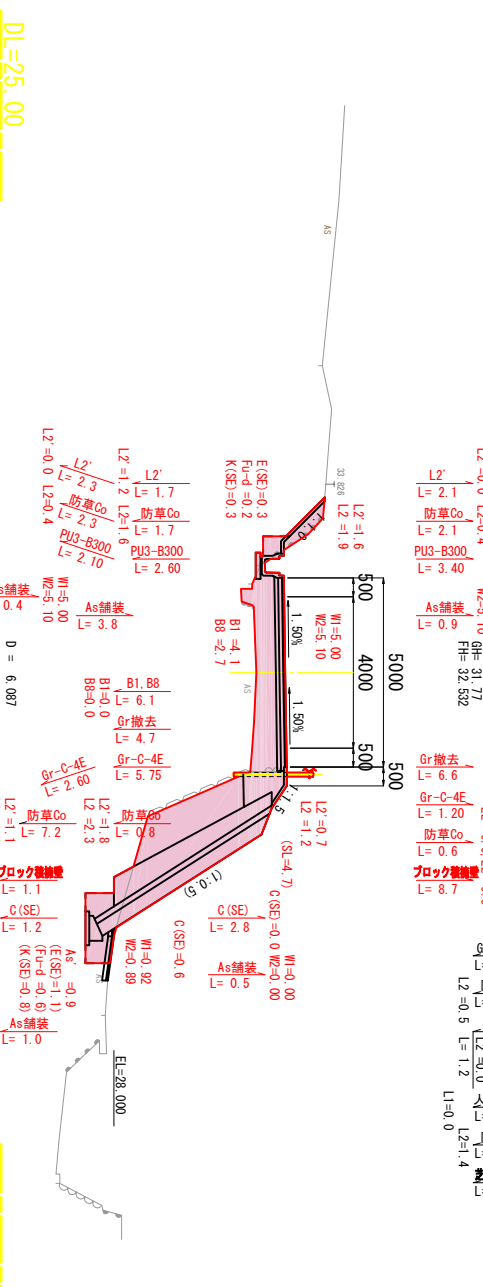 DL=25.00
AS
33.826
L2'=1.6
L2 =1.9
1:1.0
E(SE)=0.3
Fu-d =0.2
K(SE)=0.3
L2'=1.2
L2=1.6
L2'=0.0
L2=0.4
L2'
L= 2.3
防草Co
L= 2.3
PU3-B300
L= 2.10
L2'
L= 1.7
防草Co
L= 1.7
PU3-B300
L= 2.60
L2'
L= 2.1
防草Co
L= 2.1
PU3-B300
L= 3.40
As舗装
L= 0.9
GH= 31.77
FH= 32.532
500
4000
500
5000
500
1.50%
1.50%
W1=5.00
W2=5.10
B1 =4.1
B8 =2.7
AS
W1=5.00
W2=5.10
As舗装
L= 3.8
0.4
D = 6.087
B1=0.0
B8=0.0
B1,B8
L= 6.1
Gr撤去
L= 4.7
Gr-C-4E
L= 5.75
Gr-C-4E
L= 2.60
Gr撤去
L= 6.6
Gr-C-4E
L= 1.20
防草Co
L= 0.6
ブロック積擁壁
L= 8.7
1:1.5
L2'=0.7
L2 =1.2
(SL=4.7)
(1:0.5)
L2'=1.8
L2 =2.3
防草Co
L= 0.8
防草Co
L= 7.2
L2'=1.1
ブロック積擁壁
L= 1.1
C(SE)
L= 1.2
C(SE)
L= 2.8
C(SE)=0.0
C(SE)=0.6
As舗装
L= 0.5
W1=0.00
W2=0.00
W1=0.92
W2=0.89
AS
As' =0.9
(E(SE)=1.1)
(Fu-d =0.6)
(K(SE)=0.8)
As舗装
L= 1.0
EL=28.000
L2 =0.5
L= 1.2
L1=0.0
L2=1.4